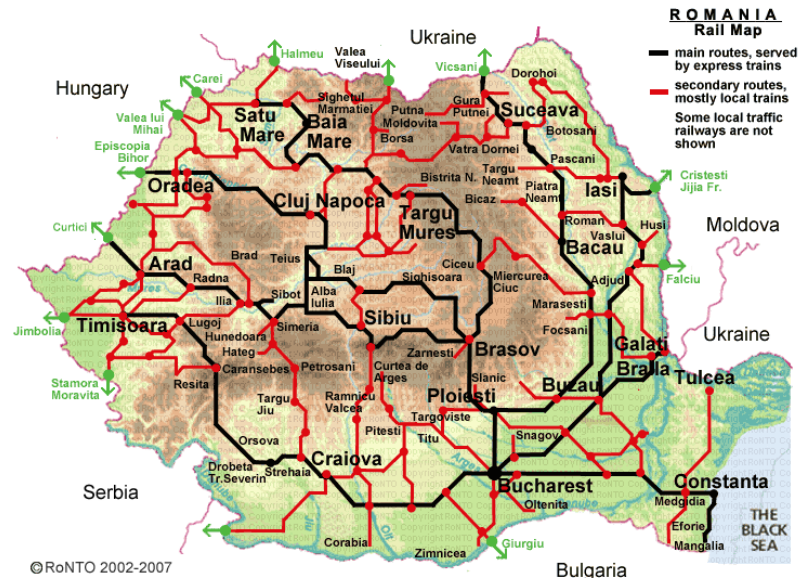 R O M A N I A
Rail Map
main routes, served
by express trains
secondary routes,
mostly local trains
Some local traffic
railways are not
shown
Ukraine
Hungary
Halmeu
Valea
Viseului
Vicsani
Dorohoi
Carei
Satu
Mare
Sighetul
Marmatiei
Baia
Mare
Putna
Moldovita
Gura
Putnei
Suceava
Botosani
Valea lui
Mihai
Borsa
Vatra Dornei
Episcopia
Bihor
Pascani
Oradea
Bistrita N.
Targu
Neamt
Iasi
Cristesti
Jijia Fr.
Cluj Napoca
Targu
Mures
Bicaz
Piatra
Neamt
Roman
Vaslui
Husi
Moldova
Curtici
Bacau
Arad
Brad
Teius
Blaj
Sighisoara
Ciceu
Miercurea
Ciuc
Adjud
Falciu
Radna
Ilia
Sibot
Alba
Iulia
Marasesti
Jimbolia
Timisoara
Lugoj
Simeria
Hunedoara
Hateg
Sibiu
Brasov
Focsani
Galati
Ukraine
Zarnesti
Braila
Stamora
Moravita
Resita
Caransebes
Petrosani
Curtea de
Arges
Slanic
Buzau
Tulcea
Targu
Jiu
Ramnicu
Valcea
Ploiesti
Targoviste
Pitesti
Titu
Snagov
Orsova
Drobeta
Tr.Severin
Strehaia
Craiova
Arges
Bucharest
Constanta
Serbia
Oltenita
Danube
Medgidia
Eforie
Mangalia
THE
BLACK
SEA
Olt
Corabia
Zimnicea
Giurgiu
Bulgaria
©RoNTO 2002-2007